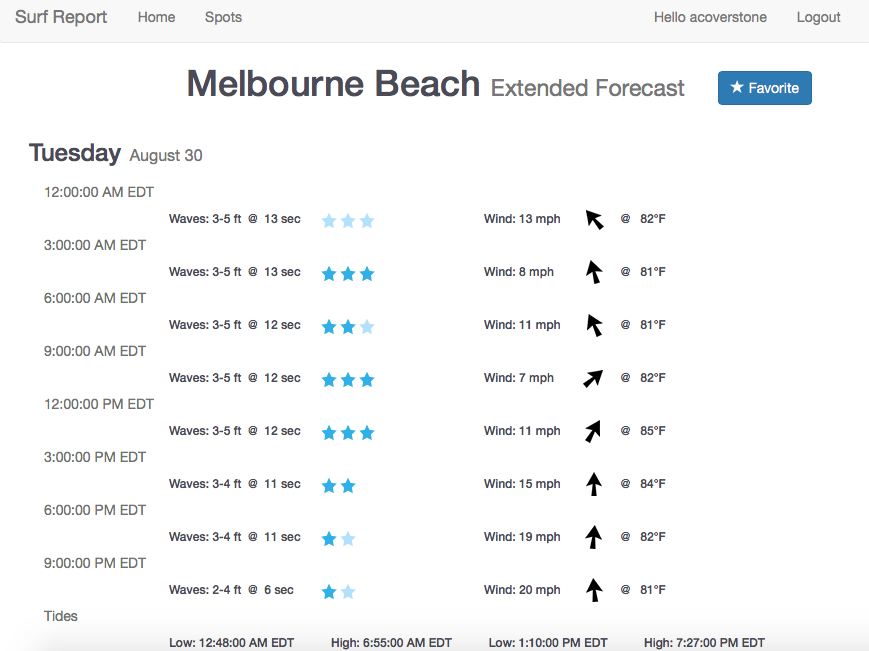 Surf Report Home Spots Hello acoverstone Logout
Melbourne Beach Extended Forecast Favorite
Tuesday August 30
12:00:00 AM EDT
Waves: 3-5 ft @ 13 sec Wind: 13 mph @ 82°F
3:00:00 AM EDT
Waves: 3-5 ft @ 13 sec Wind: 8 mph @ 81°F
6:00:00 AM EDT
Waves: 3-5 ft @ 12 sec Wind: 11 mph @ 81°F
9:00:00 AM EDT
Waves: 3-5 ft @ 12 sec Wind: 7 mph @ 82°F
12:00:00 PM EDT
Waves: 3-5 ft @ 12 sec Wind: 11 mph @ 85°F
3:00:00 PM EDT
Waves: 3-4 ft @ 11 sec Wind: 15 mph @ 84°F
6:00:00 PM EDT
Waves: 3-4 ft @ 11 sec Wind: 19 mph @ 82°F
9:00:00 PM EDT
Waves: 2-4 ft @ 6 sec Wind: 20 mph @ 81°F
Tides
Low: 12:48:00 AM EDT High: 6:55:00 AM EDT Low: 1:10:00 PM EDT High: 7:27:00 PM EDT